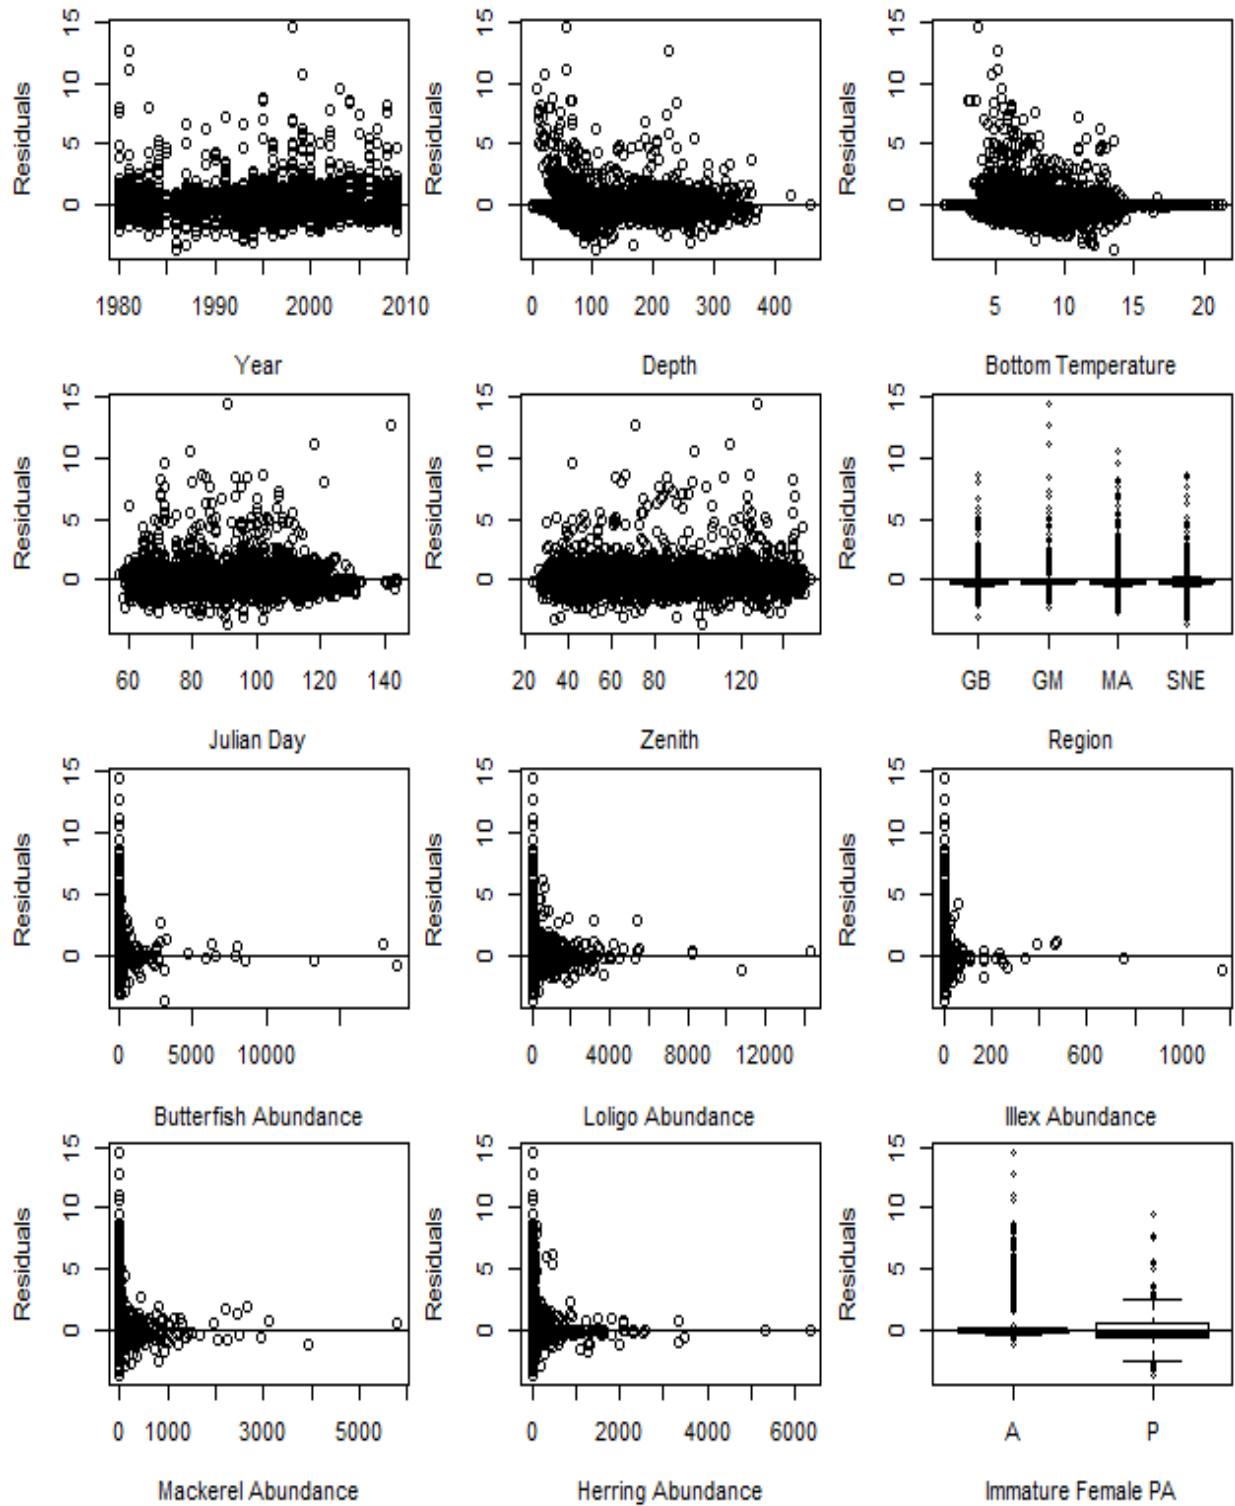 Residuals
15
10
5
0
1980 1990 2000 2010
Year
Residuals
15
10
5
0
0 100 200 300 400
Depth
Residuals
15
10
5
0
5 10 15 20
Bottom Temperature
Residuals
15
10
5
0
60 80 100 120 140
Julian Day
Residuals
15
10
5
0
20 40 60 80 120
Zenith
Residuals
15
10
5
0
GB GM MA SNE
Region
Residuals
15
10
5
0
0 5000 10000
Butterfish Abundance
Residuals
15
10
5
0
0 4000 8000 12000
Loligo Abundance
Residuals
15
10
5
0
0 200 600 1000
Illex Abundance
Residuals
15
10
5
0
0 1000 3000 5000
Mackerel Abundance
Residuals
15
10
5
0
0 2000 4000 6000
Herring Abundance
Residuals
15
10
5
0
A P
Immature Female PA